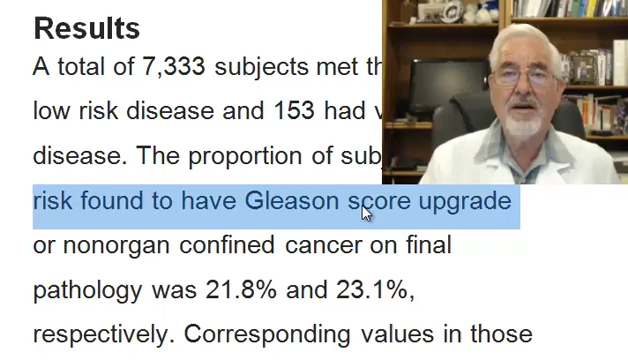 Results
A total of 7,333 subjects met
low risk disease and 153 had
disease. The proportion of
risk found to have Gleason score upgrade
or nonorgan confined cancer on final
pathology was 21.8% and 23.1%,
respectively. Corresponding values in those